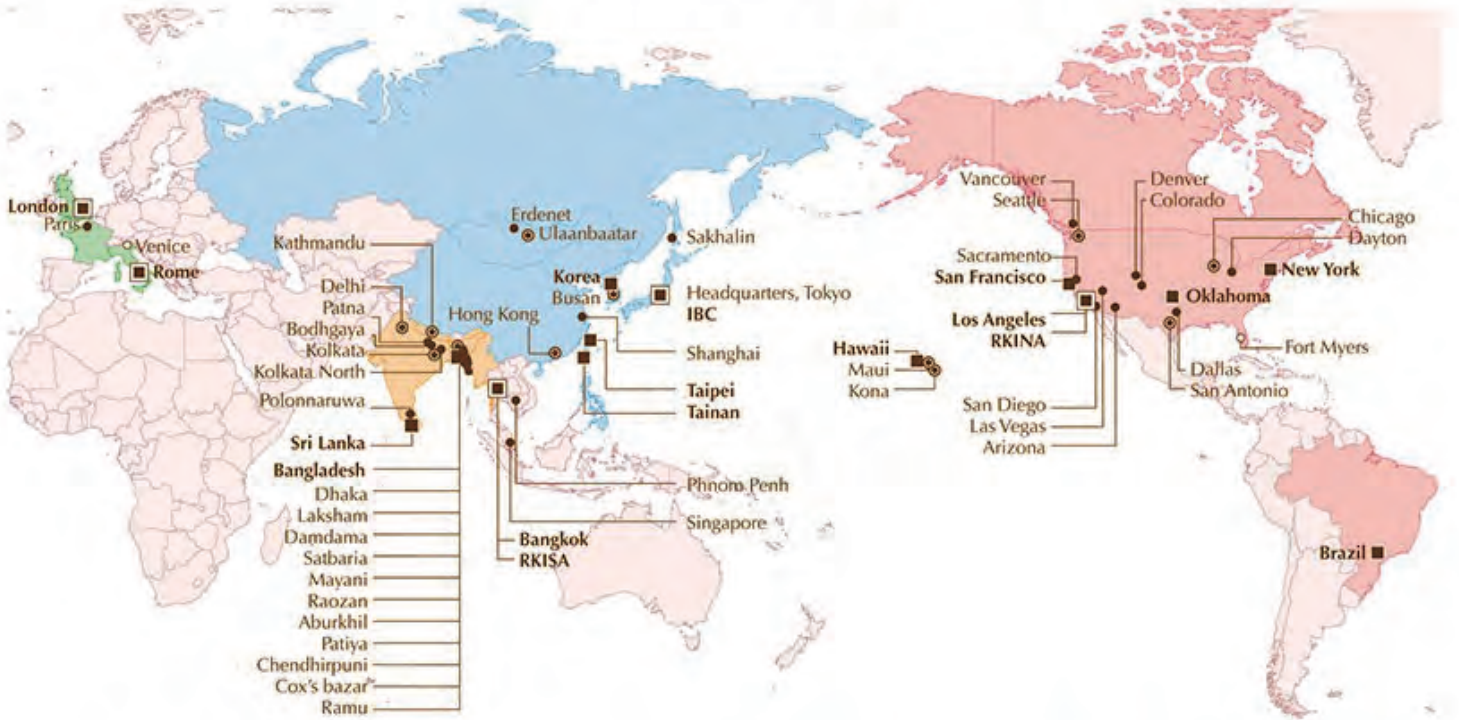 London
Paris
Venice
Rome
Kathmandu
Delhi
Patna
Bodhgaya
Kolkata
Kolkata North
Polonnaruwa
Sri Lanka
Bangladesh
Dhaka
Laksham
Damdama
Satbaria
Mayani
Raozan
Aburkhil
Patiya
Chendhirpuni
Cox's bazar
Ramu
Erdenet
Ulaanbaatar
Sakhalin
Korea
Busan
Hong Kong
Headquarters, Tokyo
IBC
Shanghai
Taipei
Tainan
Phnom Penh
Singapore
Bangkok
RKISA
Vancouver
Seattle
Sacramento
San Francisco
Los Angeles
RKINA
Hawaii
Maui
Kona
San Diego
Las Vegas
Arizona
Denver
Colorado
Chicago
Dayton
New York
Oklahoma
Fort Myers
Dallas
San Antonio
Brazil